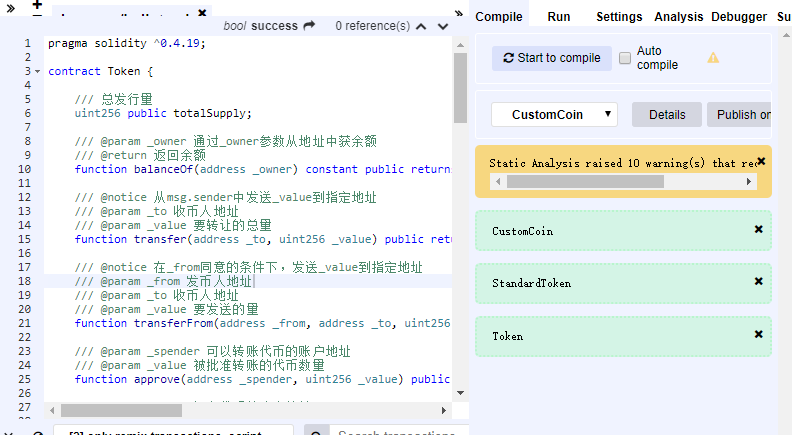 bool success 0 reference(s)
1 pragma solidity ^0.4.19;
2
3 contract Token {
4
5 /// 总发行量
6 uint256 public totalSupply;
7
8 /// @param _owner 通过_owner参数从地址中获余额
9 /// @return 返回余额
10 function balanceOf(address _owner) constant public return
11
12 /// @notice 从msg.sender中发送_value到指定地址
13 /// @param _to 收币人地址
14 /// @param _value 要转让的总量
15 function transfer(address _to, uint256 _value) public ret
16
17 /// @notice 在_from同意的条件下，发送_value到指定地址
18 /// @param _from 发币人地址
19 /// @param _to 收币人地址
20 /// @param _value 要发送的量
21 function transferFrom(address _from, address _to, uint256
22
23 /// @param _spender 可以转账代币的账户地址
24 /// @param _value 被批准转账的代币数量
25 function approve(address _spender, uint256 _value) public
26
27
28
[2] only remix transactions, script
Search transactions
Compile Run Settings Analysis Debugger Su
Start to compile Auto compile
CustomCoin Details Publish on
Static Analysis raised 10 warning(s) that re
CustomCoin
StandardToken
Token